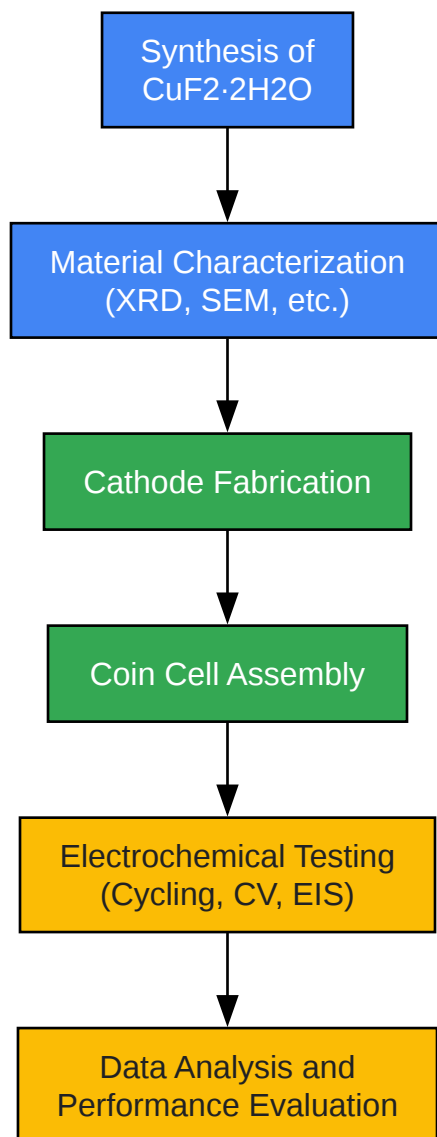 Synthesis of
CuF2·2H2O
Material Characterization
(XRD, SEM, etc.)
Cathode Fabrication
Coin Cell Assembly
Electrochemical Testing
(Cycling, CV, EIS)
Data Analysis and
Performance Evaluation